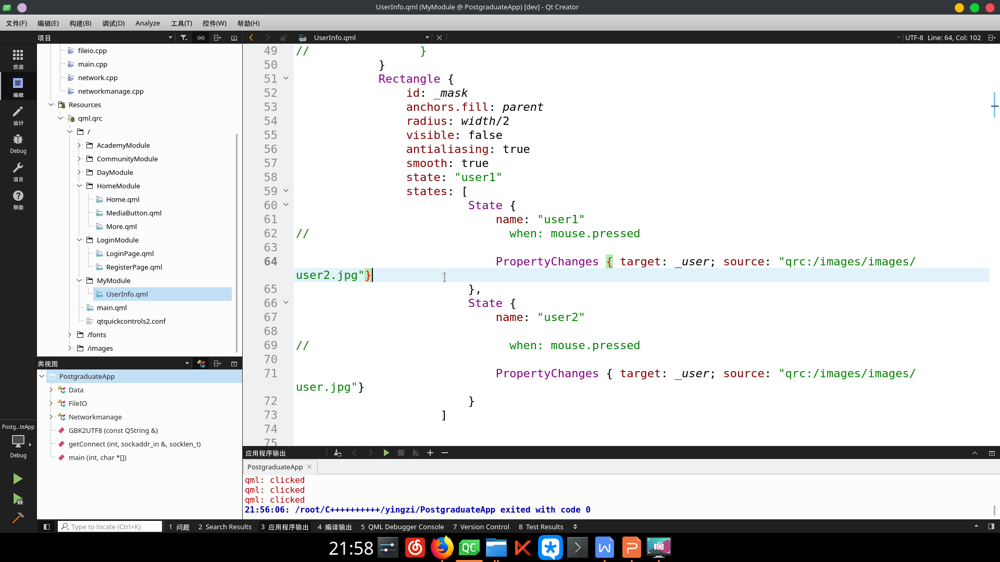 UserInfo.qml (MyModule @ PostgraduateApp) [dev] - Qt Creator
文件(F) 编辑(E) 构建(B) 调试(D) Analyze 工具(T) 控件(W) 帮助(H)
项目
UserInfo.qml
UTF-8 Line: 64, Col: 102
欢迎
编辑
设计
Debug
项目
帮助
fileio.cpp
main.cpp
network.cpp
networkmanage.cpp
Resources
qml.qrc
/
AcademyModule
CommunityModule
DayModule
HomeModule
Home.qml
MediaButton.qml
More.qml
LoginModule
LoginPage.qml
RegisterPage.qml
MyModule
UserInfo.qml
main.qml
qtquickcontrols2.conf
/fonts
/images
类视图
PostgraduateApp
Data
FileIO
Networkmanage
GBK2UTF8 (const QString &)
getConnect (int, sockaddr_in &, socklen_t)
main (int, char *[])
Postg...teApp
Debug
49 // }
50 }
51 Rectangle {
52 id: _mask
53 anchors.fill: parent
54 radius: width/2
55 visible: false
56 antialiasing: true
57 smooth: true
58 state: "user1"
59 states: [
60 State {
61 name: "user1"
62 // when: mouse.pressed
63
64 PropertyChanges { target: _user; source: "qrc:/images/images/
user2.jpg"}
65 },
66 State {
67 name: "user2"
68
69 // when: mouse.pressed
70
71 PropertyChanges { target: _user; source: "qrc:/images/images/
user.jpg"}
72 }
73 ]
74
75
应用程序输出
PostgraduateApp
qml: clicked
qml: clicked
qml: clicked
21:56:06: /root/C++++++++++/yingzi/PostgraduateApp exited with code 0
Type to locate (Ctrl+K) 1 问题 2 Search Results 3 应用程序输出 4 编译输出 5 QML Debugger Console 7 Version Control 8 Test Results
21:58